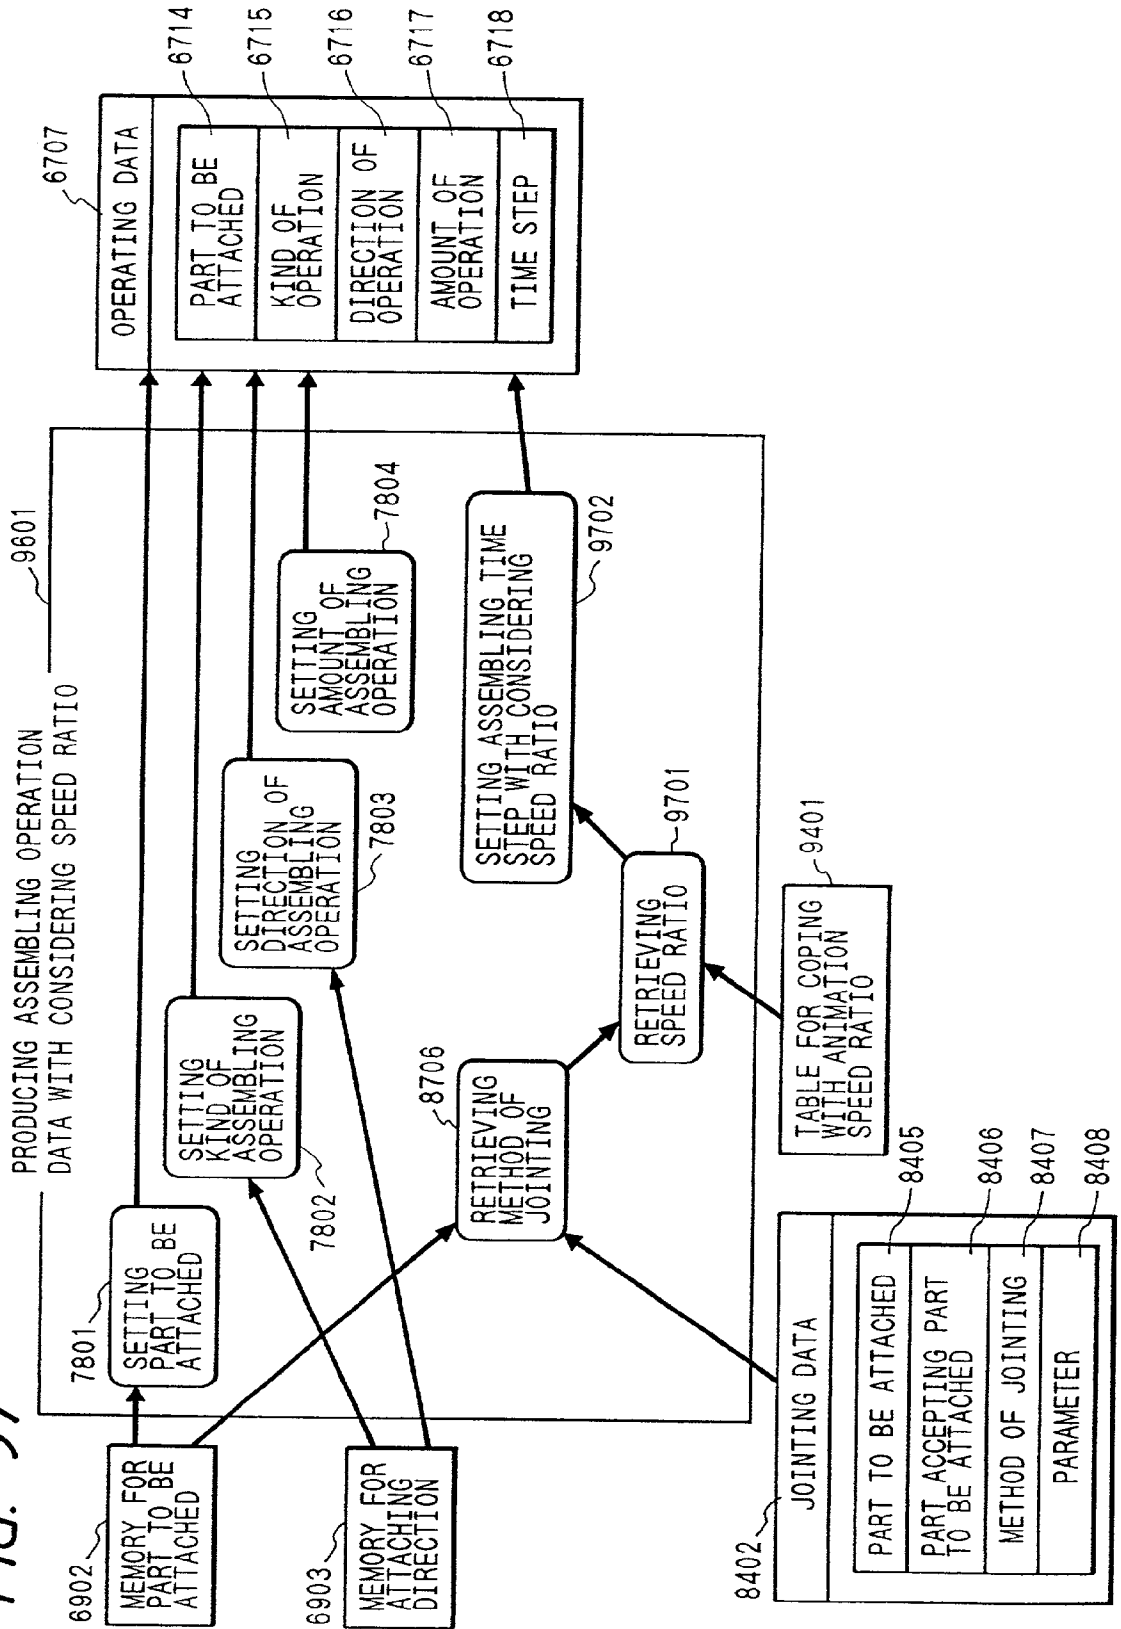 FIG. 97
PRODUCING ASSEMBLING OPERATION
DATA WITH CONSIDERING SPEED RATIO
9601
6902
MEMORY FOR
PART TO BE
ATTACHED
6903
MEMORY FOR
ATTACHING
DIRECTION
7801
SETTING
PART TO BE
ATTACHED
SETTING
KIND OF
ASSEMBLING
OPERATION
7802
SETTING
DIRECTION OF
ASSEMBLING
OPERATION
7803
SETTING
AMOUNT OF
ASSEMBLING
OPERATION
7804
8706
RETRIEVING
METHOD OF
JOINTING
RETRIEVING
SPEED RATIO
9701
SETTING ASSEMBLING TIME
STEP WITH CONSIDERING
SPEED RATIO
9702
6707
OPERATING DATA
PART TO BE
ATTACHED
6714
KIND OF
OPERATION
6715
DIRECTION OF
OPERATION
6716
AMOUNT OF
OPERATION
6717
TIME STEP
6718
8402
JOINTING DATA
PART TO BE ATTACHED
8405
PART ACCEPTING PART
TO BE ATTACHED
8406
METHOD OF JOINTING
8407
PARAMETER
8408
TABLE FOR COPING
WITH ANIMATION
SPEED RATIO
9401